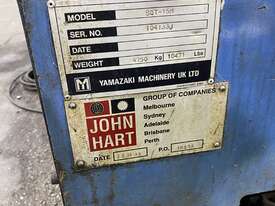 MODEL SQT-15M
SER. NO.
DATE
WEIGHT 4750 Kg 10471 Lbs
M YAMAZAKI MACHINERY UK LTD
JOHN HART
GROUP OF COMPANIES
Melbourne
Sydney
Adelaide
Brisbane
Perth
DATE P.O.